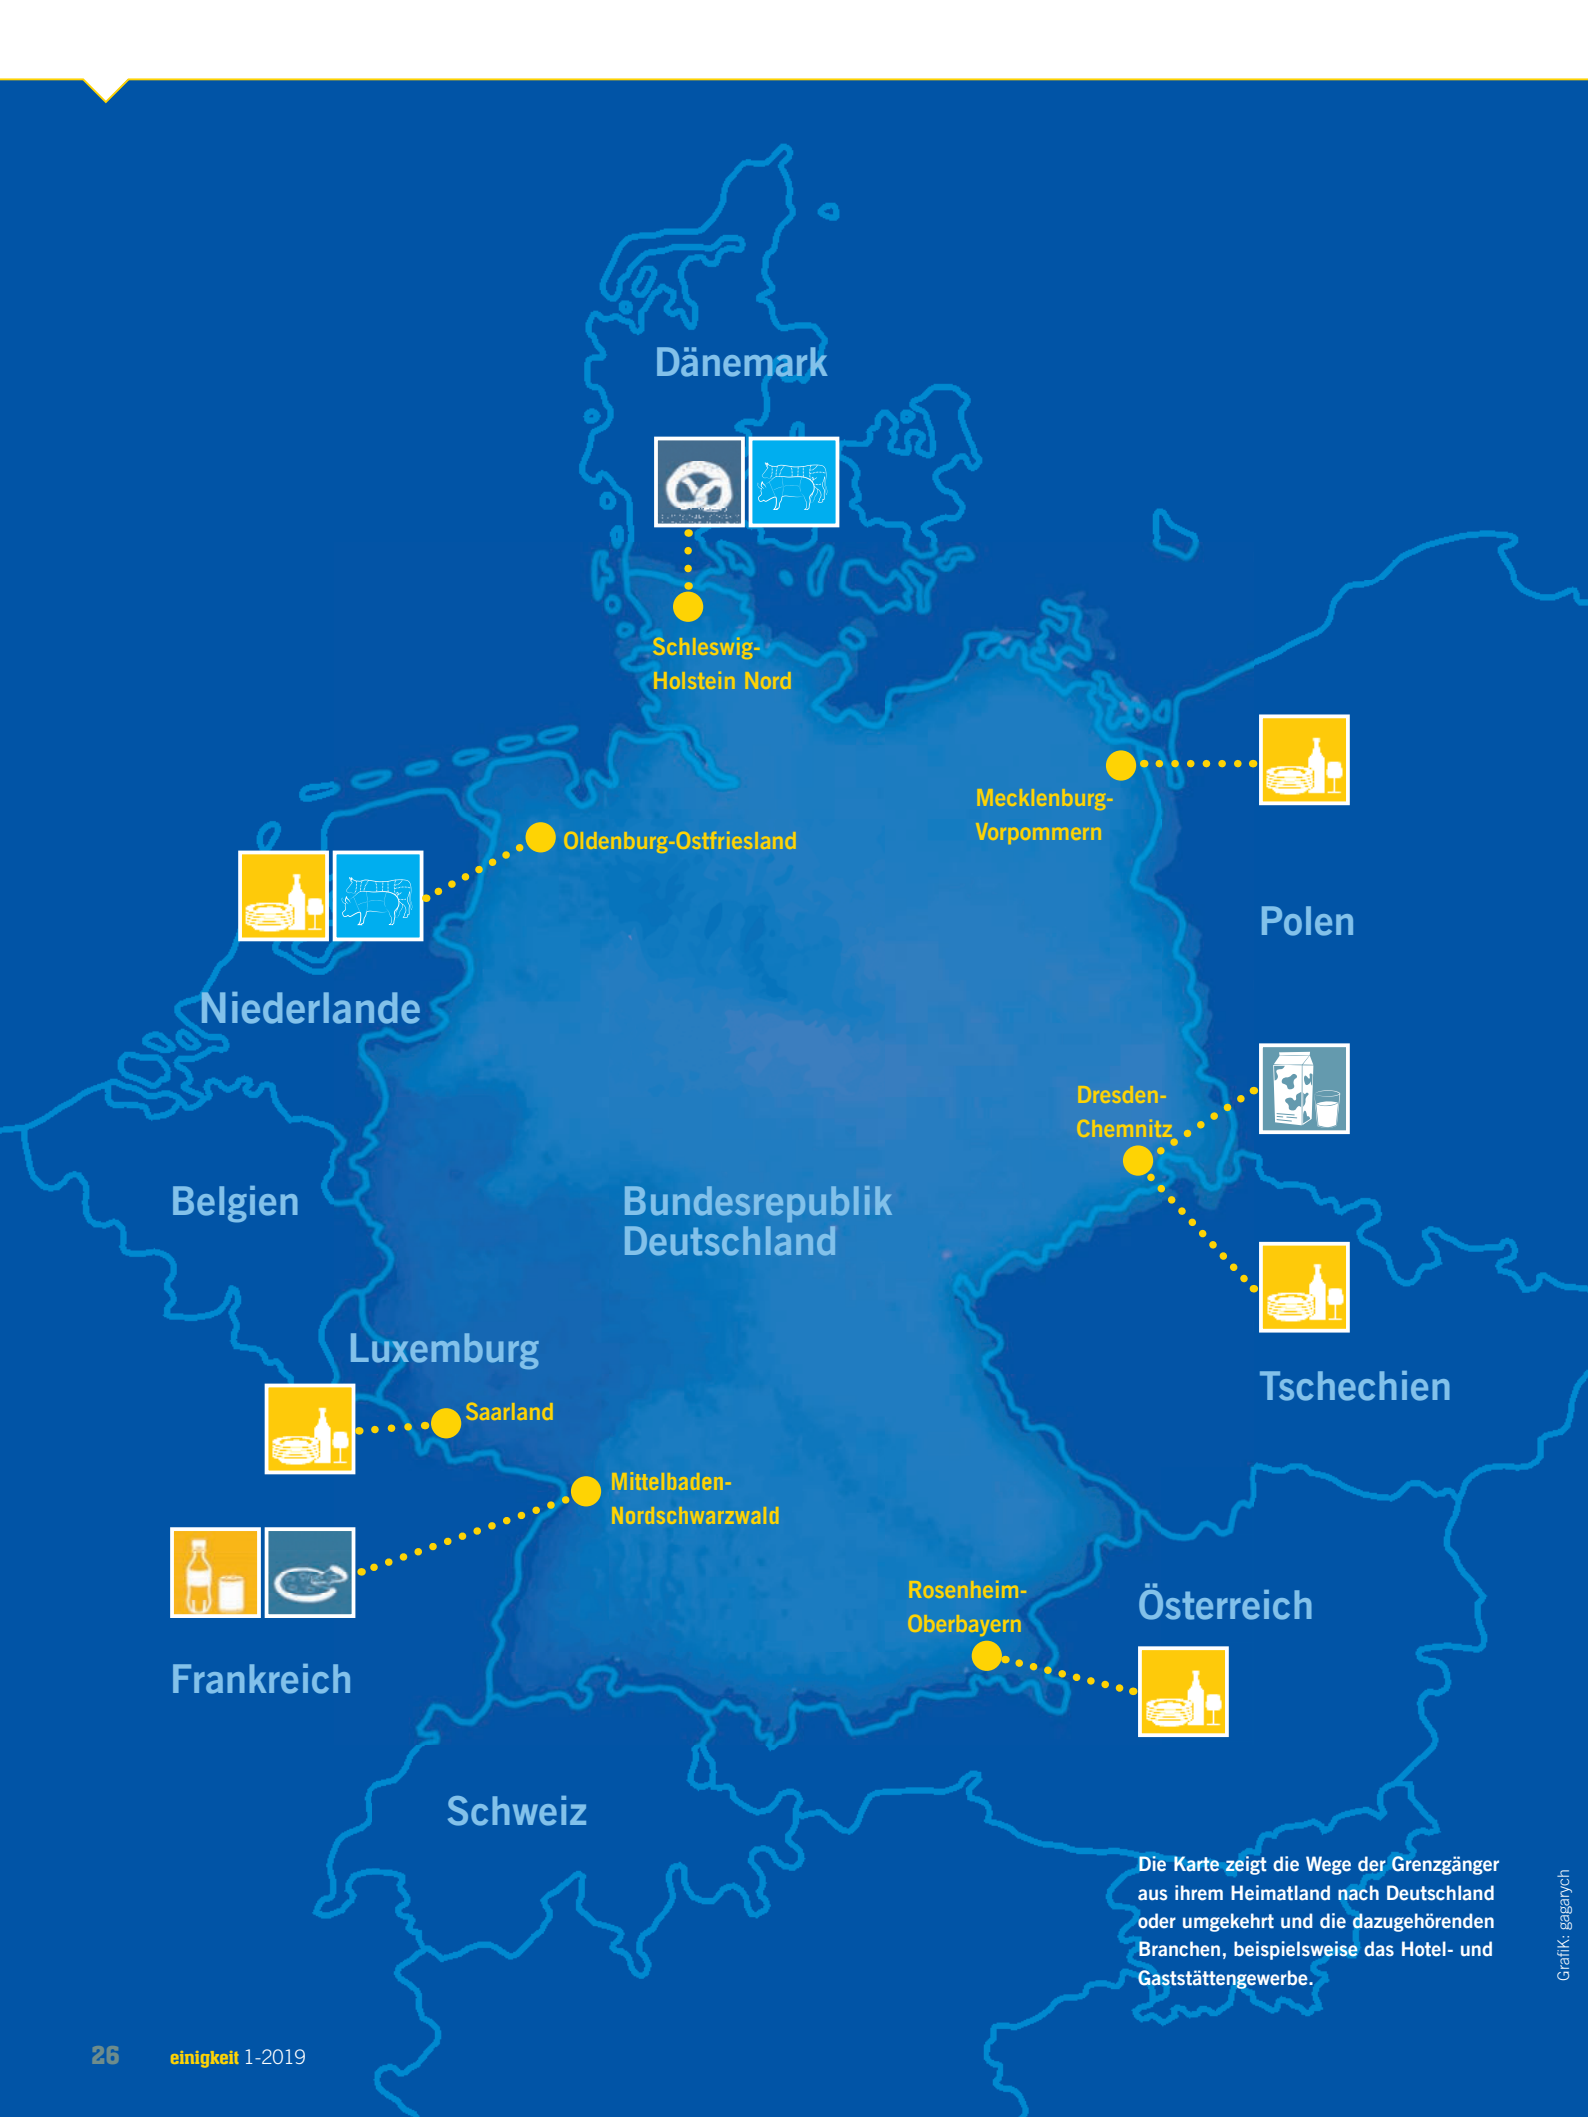 Dänemark
Schleswig-
Holstein Nord
Mecklenburg-
Vorpommern
Oldenburg-Ostfriesland
Polen
Niederlande
Dresden-
Chemnitz
Belgien
Bundesrepublik
Deutschland
Luxemburg
Tschechien
Saarland
Mittelbaden-
Nordschwarzwald
Rosenheim-
Oberbayern
Österreich
Frankreich
Schweiz
Die Karte zeigt die Wege der Grenzgänger
aus ihrem Heimatland nach Deutschland
oder umgekehrt und die dazugehörenden
Branchen, beispielsweise das Hotel- und
Gaststättengewerbe.
GrafiK: gagarych
26 einigkeit 1-2019